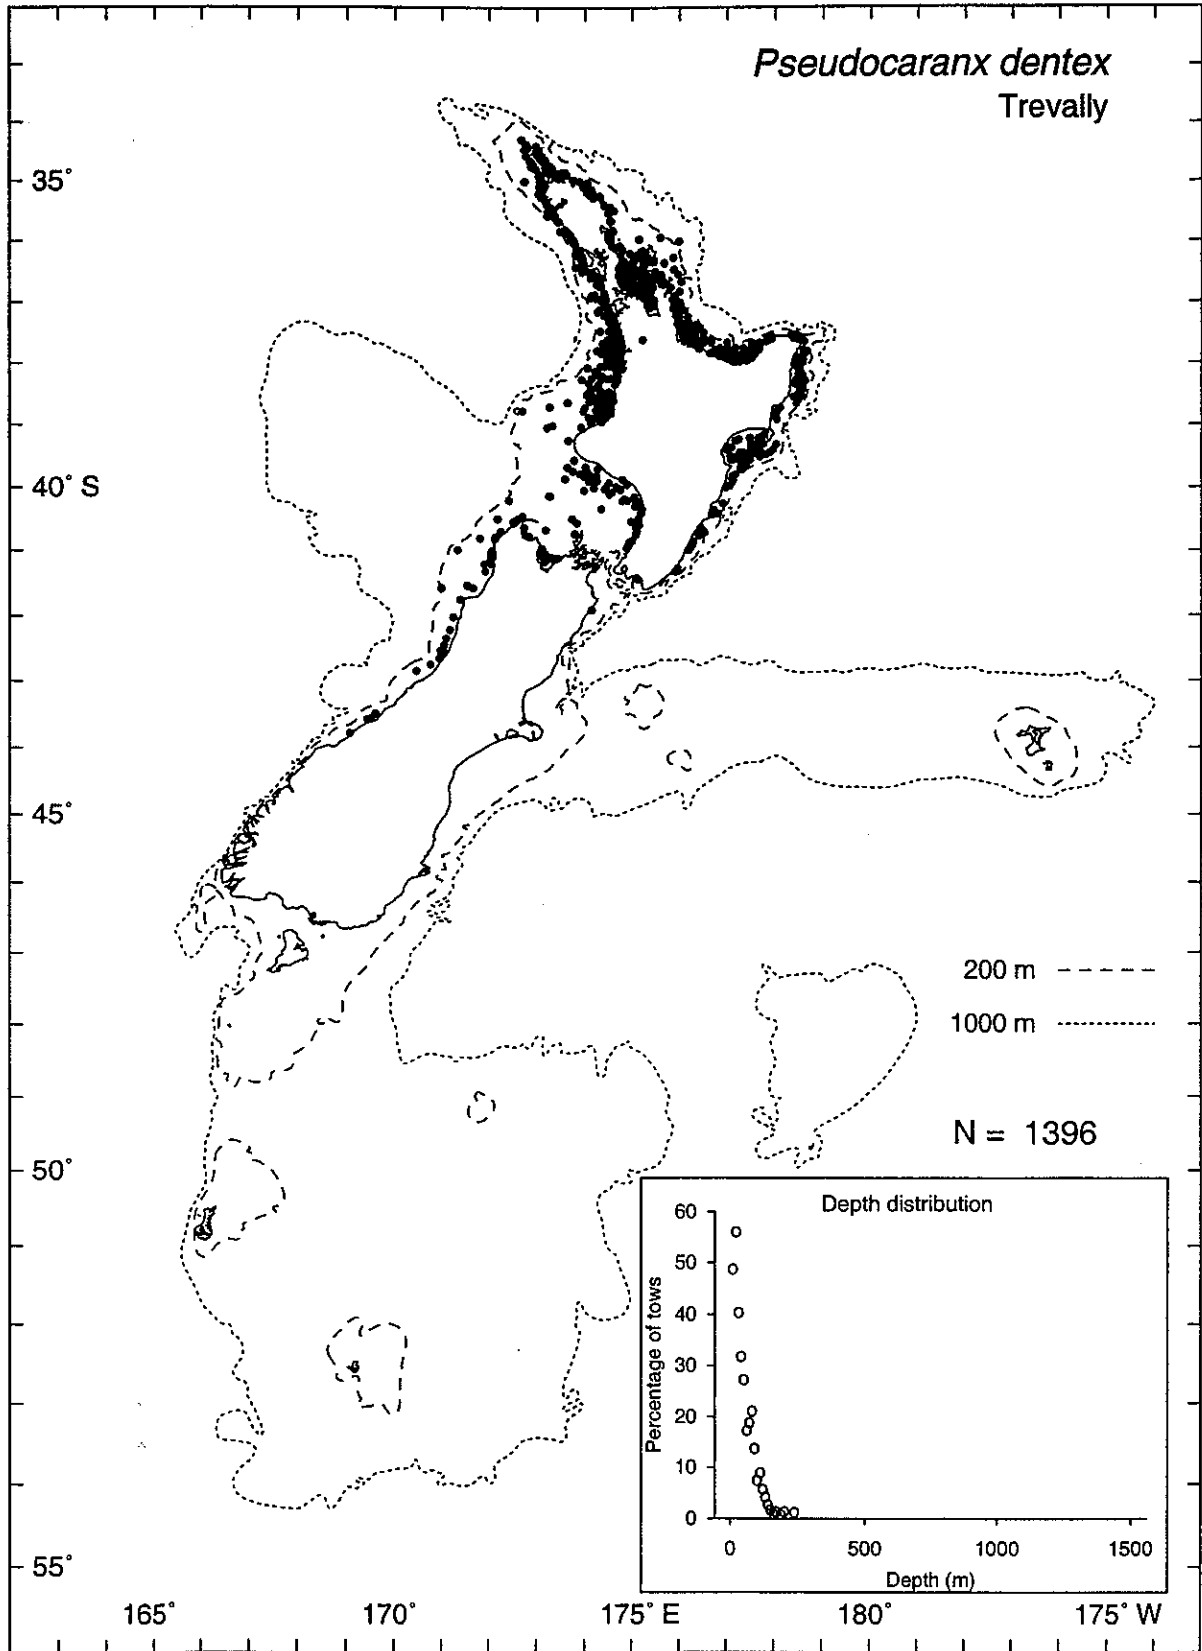 Pseudocaranx dentex
Trevally
35°
40° S
45°
200 m
1000 m
N = 1396
50°
Depth distribution
60
50
40
30
20
10
0
Percentage of tows
0 500 1000 1500
Depth (m)
55°
165° 170° 175° E 180° 175° W